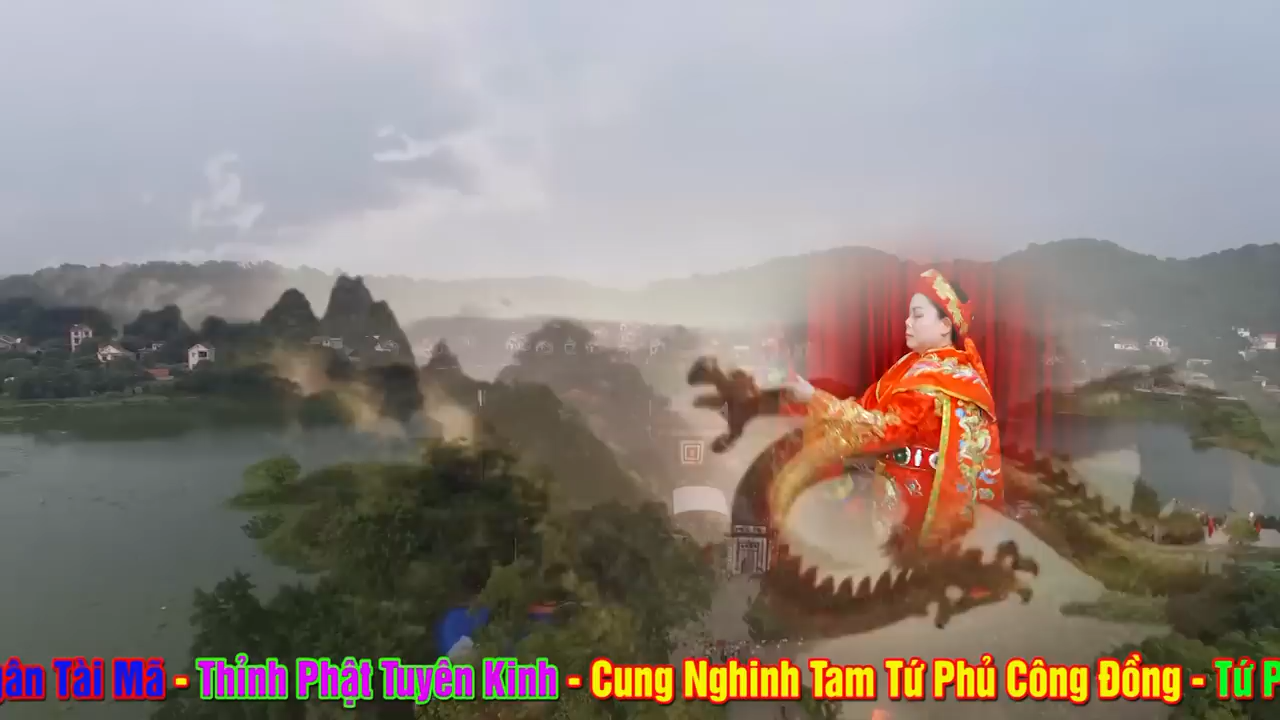 Tài Mã - Thỉnh Phật Tuyên Kinh - Cung Nghinh Tam Tứ Phủ Công Đồng - Tứ